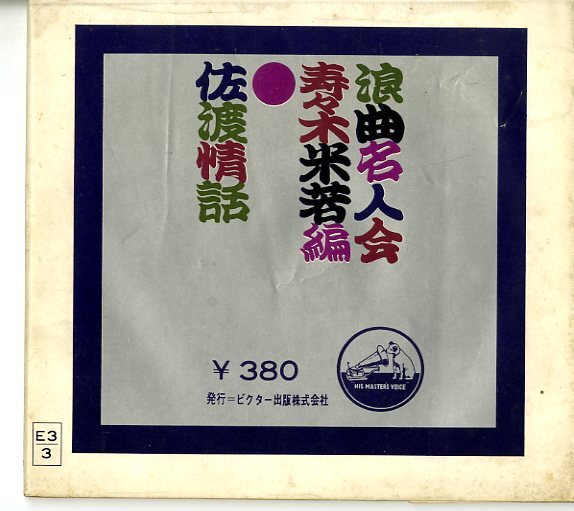 浪曲名人会
寿々木米若編
●
佐渡情話
¥ 380
発行=ビクター出版株式会社
HIS MASTER'S VOICE
E3
3